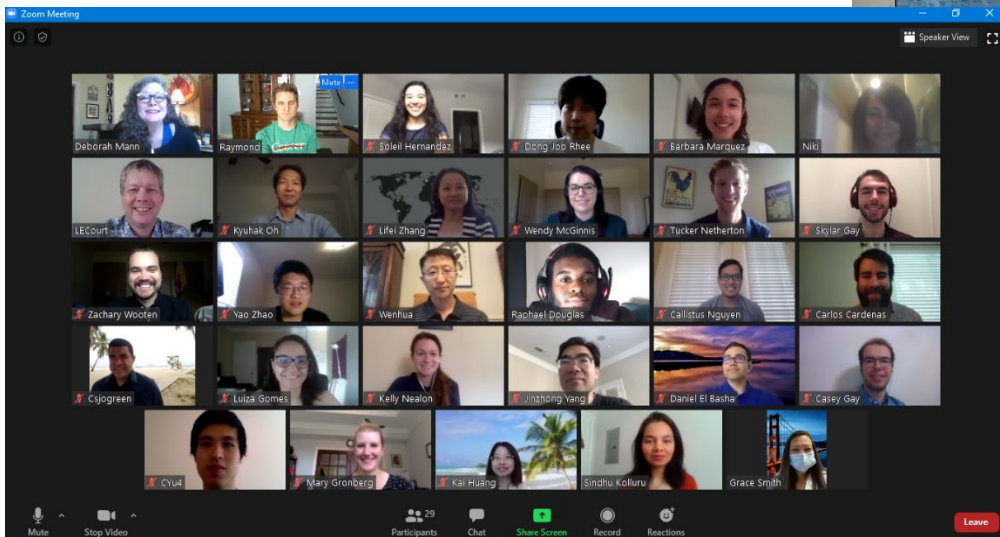 Zoom Meeting
Speaker View
Mute ...
Deborah Mann
Raymond
Soleil Hernandez
Dong Joo Rhee
Barbara Marquez
Niki
LECourt
Kyuhak Oh
Lifei Zhang
Wendy McGinnis
Tucker Netherton
Skylar Gay
Zachary Wooten
Yao Zhao
Wenhua
Raphael Douglas
Callistus Nguyen
Carlos Cardenas
Csjogreen
Luiza Gomes
Kelly Nealon
Jinzhong Yang
Daniel El Basha
Casey Gay
CYu4
Mary Gronberg
Kai Huang
Sindhu Kolluru
Grace Smith
Mute
Stop Video
Participants
29
Chat
Share Screen
Record
Reactions
Leave